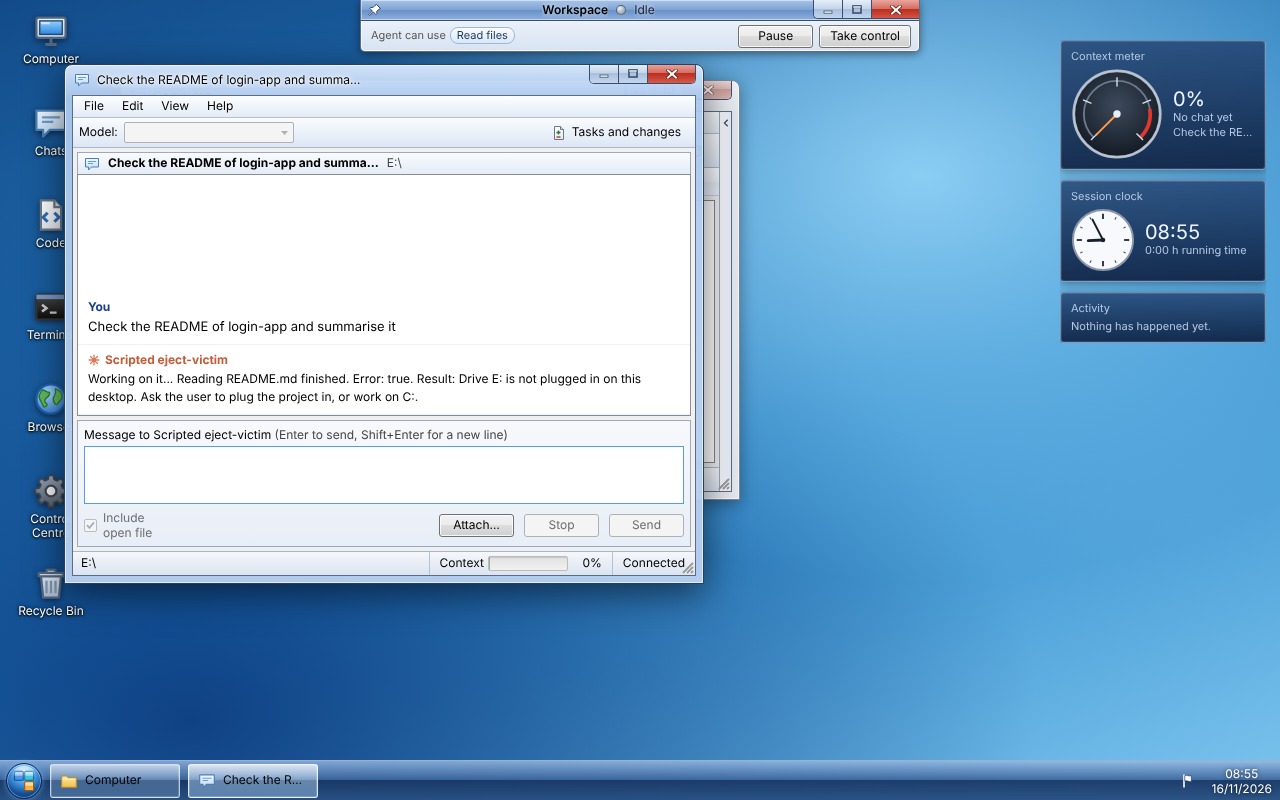 Workspace Idle
Agent can use Read files Pause Take control
Computer
Chats
Code
Termin
Brows
Contro
Centre
Recycle Bin
Check the README of login-app and summa...
File Edit View Help
Model: Tasks and changes
Check the README of login-app and summa... E:\
You
Check the README of login-app and summarise it
Scripted eject-victim
Working on it... Reading README.md finished. Error: true. Result: Drive E: is not plugged in on this
desktop. Ask the user to plug the project in, or work on C:.
Message to Scripted eject-victim (Enter to send, Shift+Enter for a new line)
Include
open file
Attach... Stop Send
E:\ Context 0% Connected
Context meter
0%
No chat yet
Check the RE...
Session clock
08:55
0:00 h running time
Activity
Nothing has happened yet.
Computer Check the R...
08:55
16/11/2026